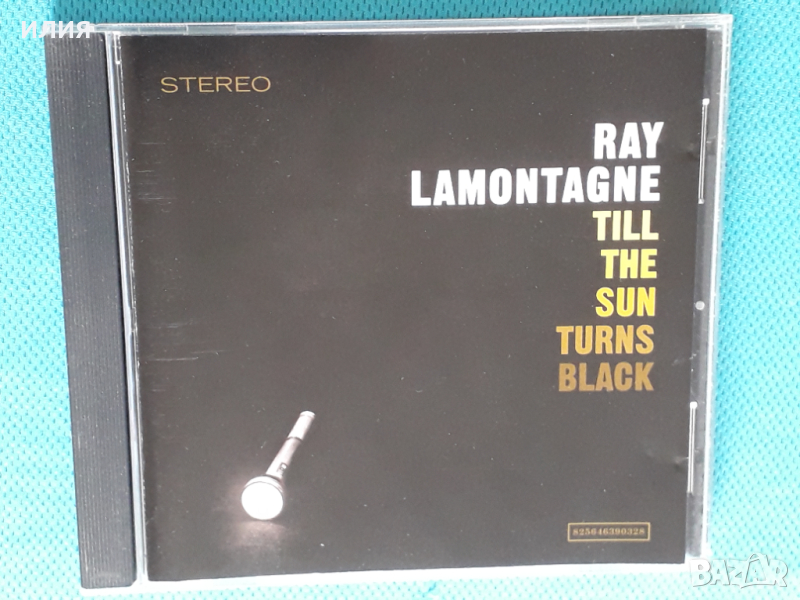 илия
STEREO
RAY
LAMONTAGNE
TILL
THE
SUN
TURNS
BLACK
825646390328
BAZAR